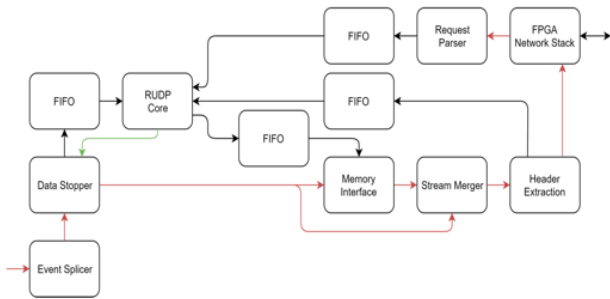 FIFO
Request
Parser
FPGA
Network Stack
FIFO
RUDP
Core
FIFO
FIFO
Data Stopper
Memory
Interface
Stream Merger
Header
Extraction
Event Splicer